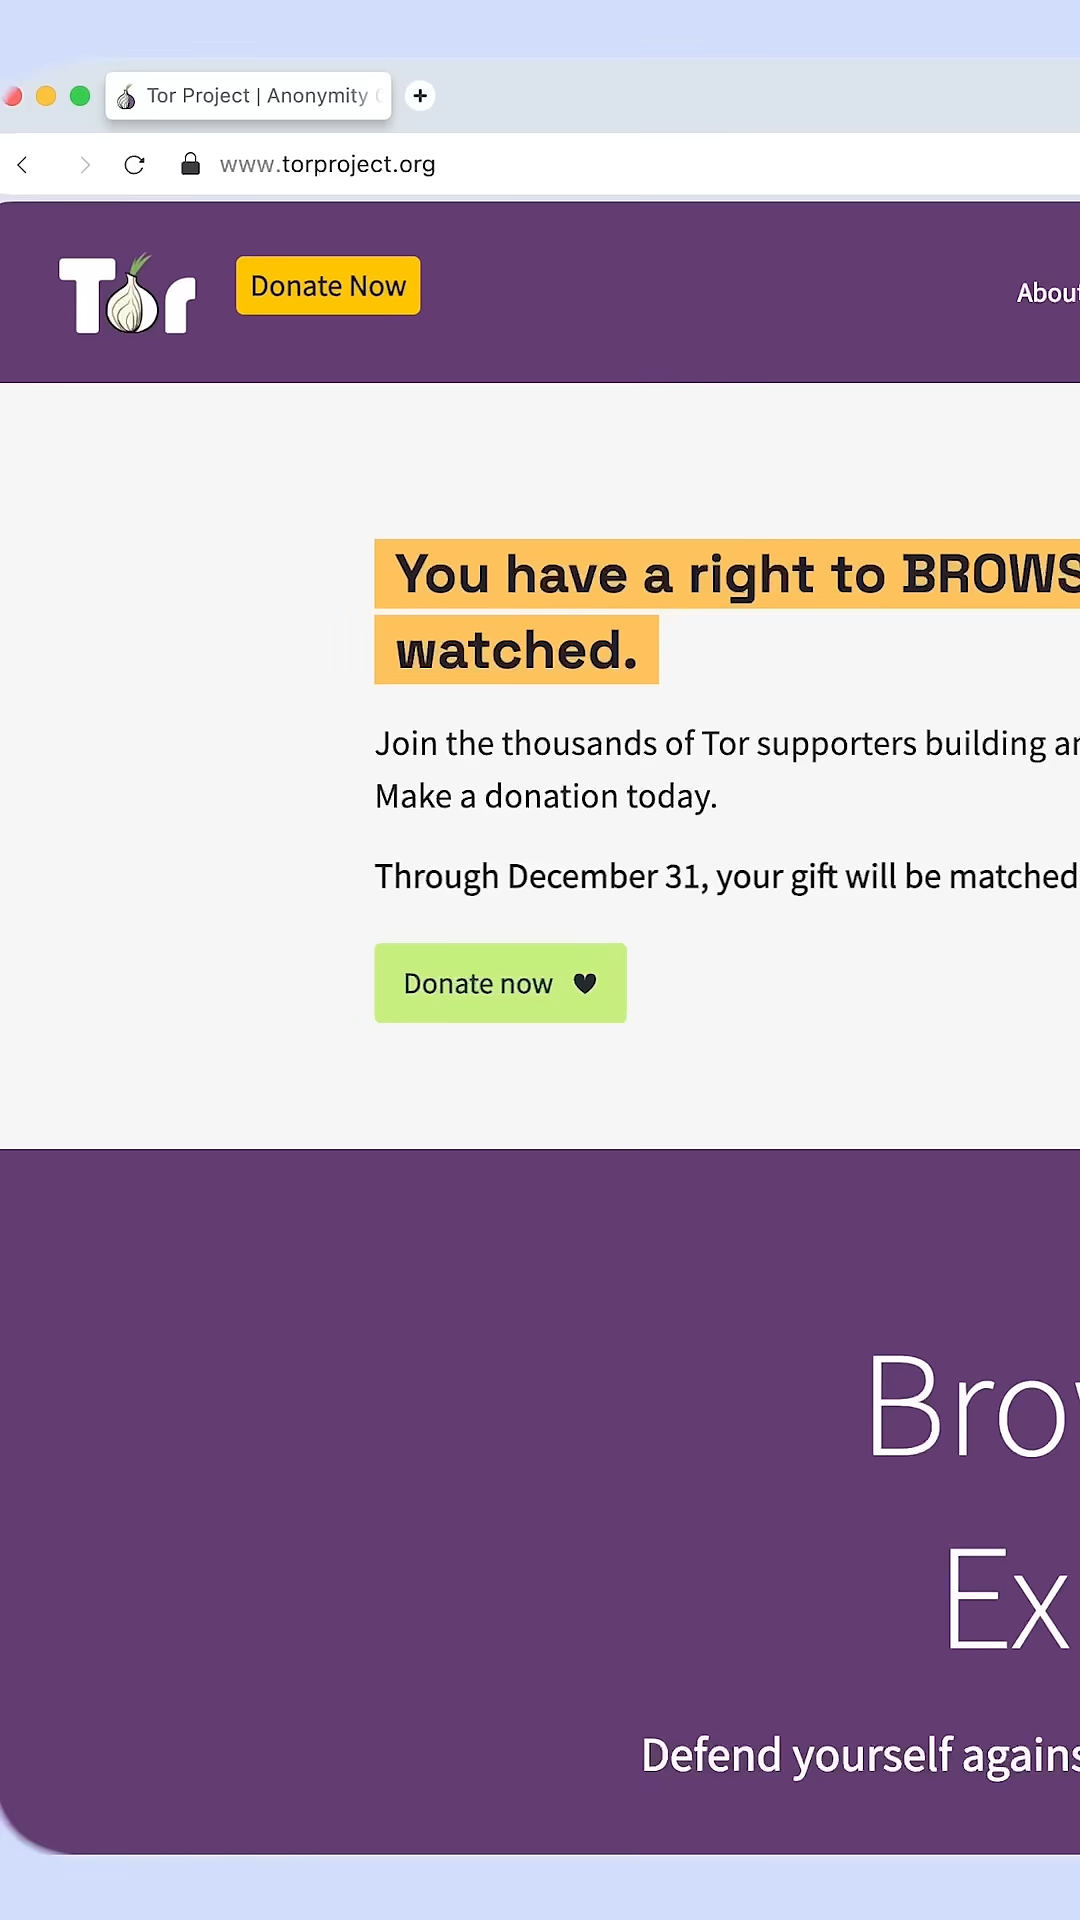 Tor Project | Anonymity
www.torproject.org
Tor
Donate Now
About
You have a right to BROWS
watched.
Join the thousands of Tor supporters building an
Make a donation today.
Through December 31, your gift will be matched
Donate now
Bro
Ex
Defend yourself agains